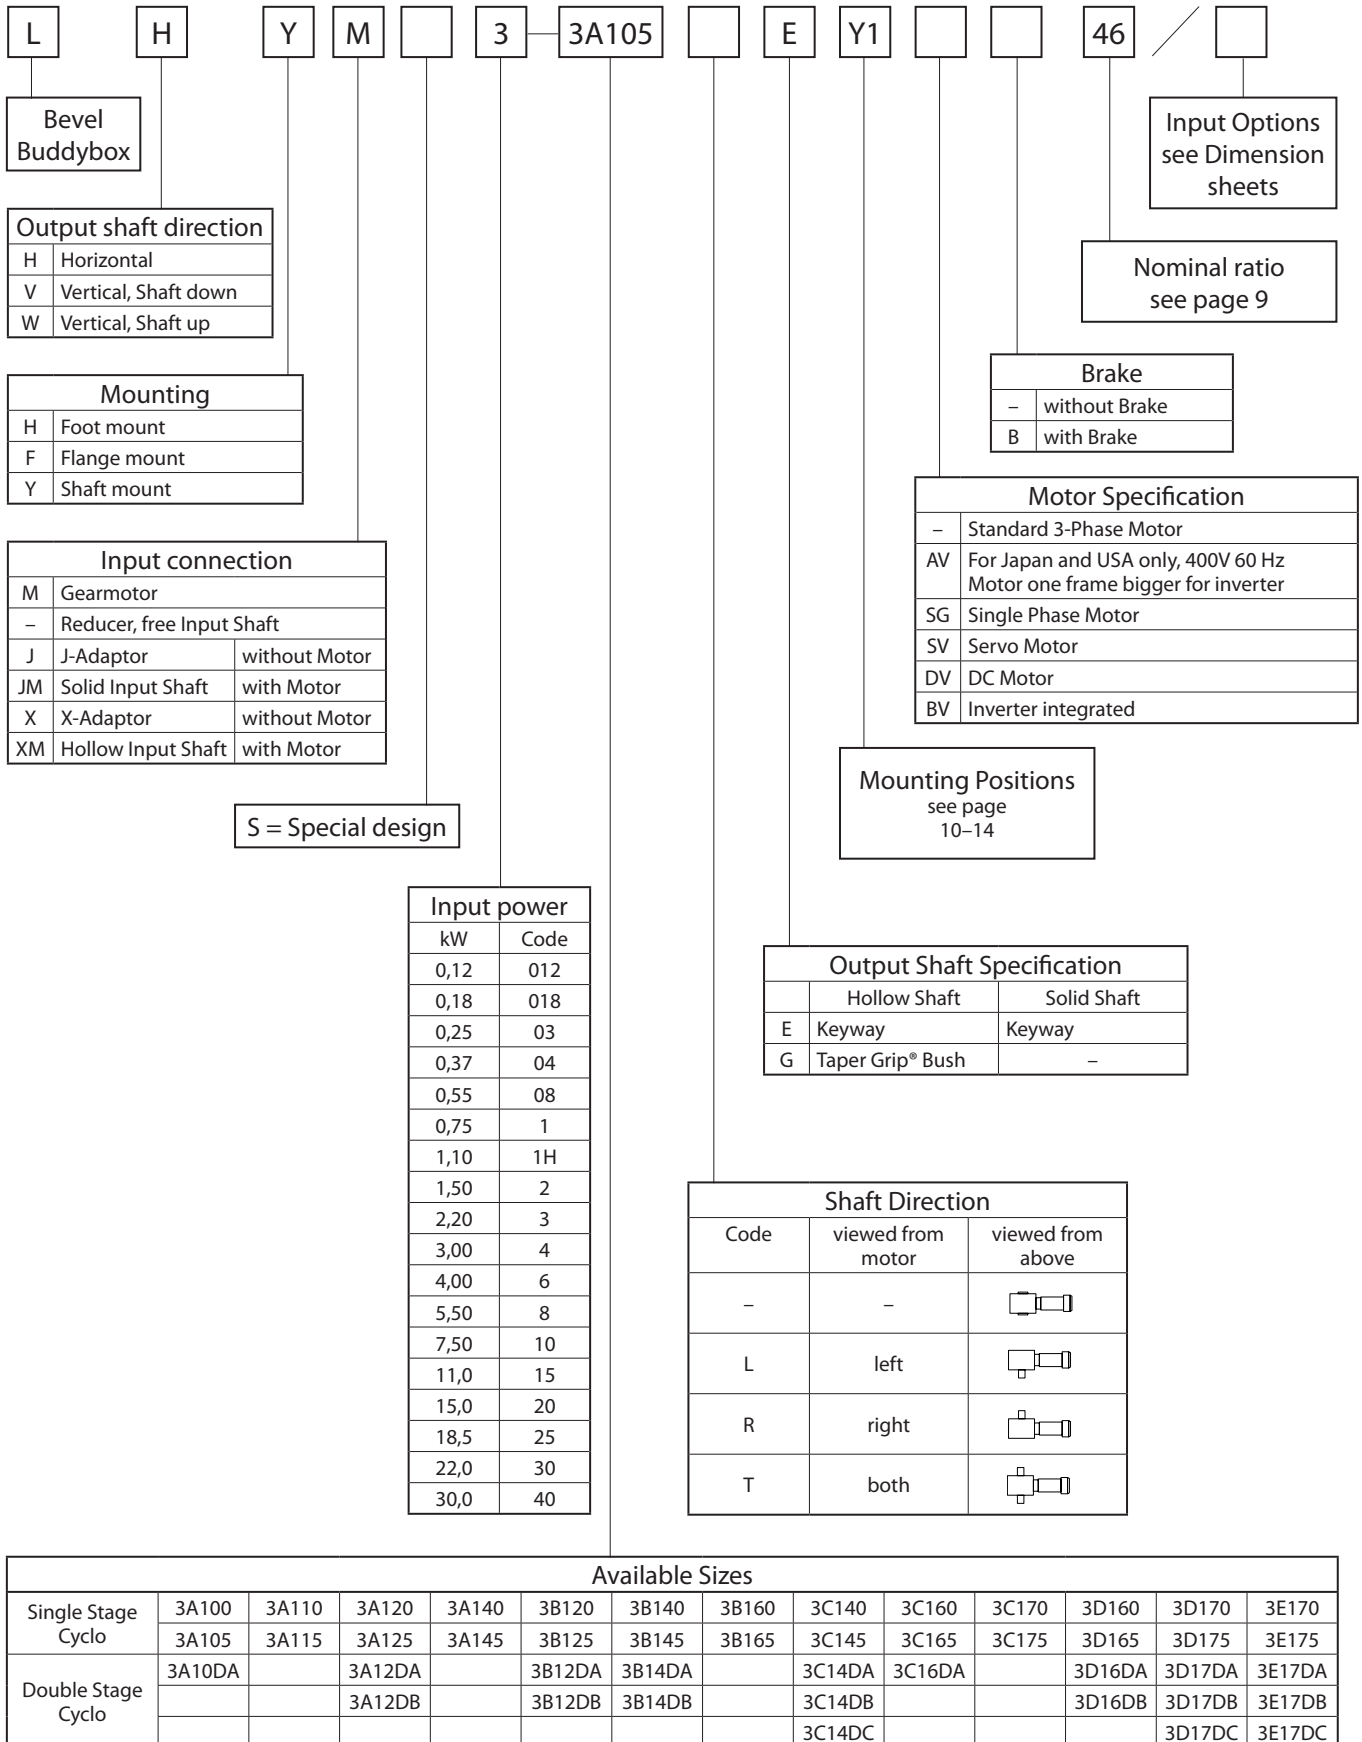 L H Y M 3 3A105 E Y1 46
Bevel
Buddybox
Input Options
see Dimension
sheets
Output shaft direction
H Horizontal
V Vertical, Shaft down
W Vertical, Shaft up
Nominal ratio
see page 9
Mounting
H Foot mount
F Flange mount
Y Shaft mount
Brake
– without Brake
B with Brake
Motor Specification
– Standard 3-Phase Motor
AV For Japan and USA only, 400V 60 Hz
Motor one frame bigger for inverter
SG Single Phase Motor
SV Servo Motor
DV DC Motor
BV Inverter integrated
Input connection
M Gearmotor
– Reducer, free Input Shaft
J J-Adaptor without Motor
JM Solid Input Shaft with Motor
X X-Adaptor without Motor
XM Hollow Input Shaft with Motor
Mounting Positions
see page
10–14
S = Special design
Input power
kW Code
0,12 012
0,18 018
0,25 03
0,37 04
0,55 08
0,75 1
1,10 1H
1,50 2
2,20 3
3,00 4
4,00 6
5,50 8
7,50 10
11,0 15
15,0 20
18,5 25
22,0 30
30,0 40
Output Shaft Specification
Hollow Shaft Solid Shaft
E Keyway Keyway
G Taper Grip® Bush –
Shaft Direction
Code viewed from viewed from
motor above
– –
L left
R right
T both
Available Sizes
Single Stage
Cyclo
3A100 3A110 3A120 3A140 3B120 3B140 3B160 3C140 3C160 3C170 3D160 3D170 3E170
3A105 3A115 3A125 3A145 3B125 3B145 3B165 3C145 3C165 3C175 3D165 3D175 3E175
Double Stage
Cyclo
3A10DA 3A12DA 3B12DA 3B14DA 3C14DA 3C16DA 3D16DA 3D17DA 3E17DA
3A12DB 3B12DB 3B14DB 3C14DB 3D16DB 3D17DB 3E17DB
3C14DC 3D17DC 3E17DC